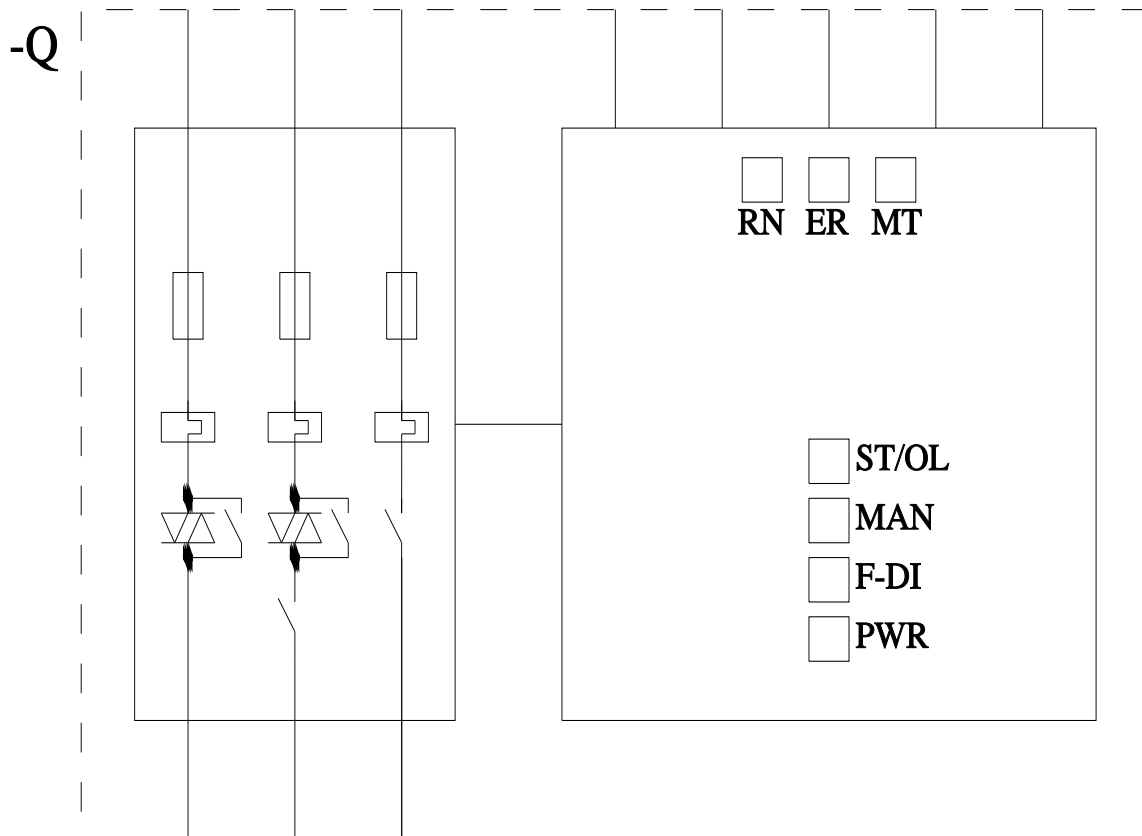 -Q
RN ER MT
ST/OL
MAN
F-DI
PWR